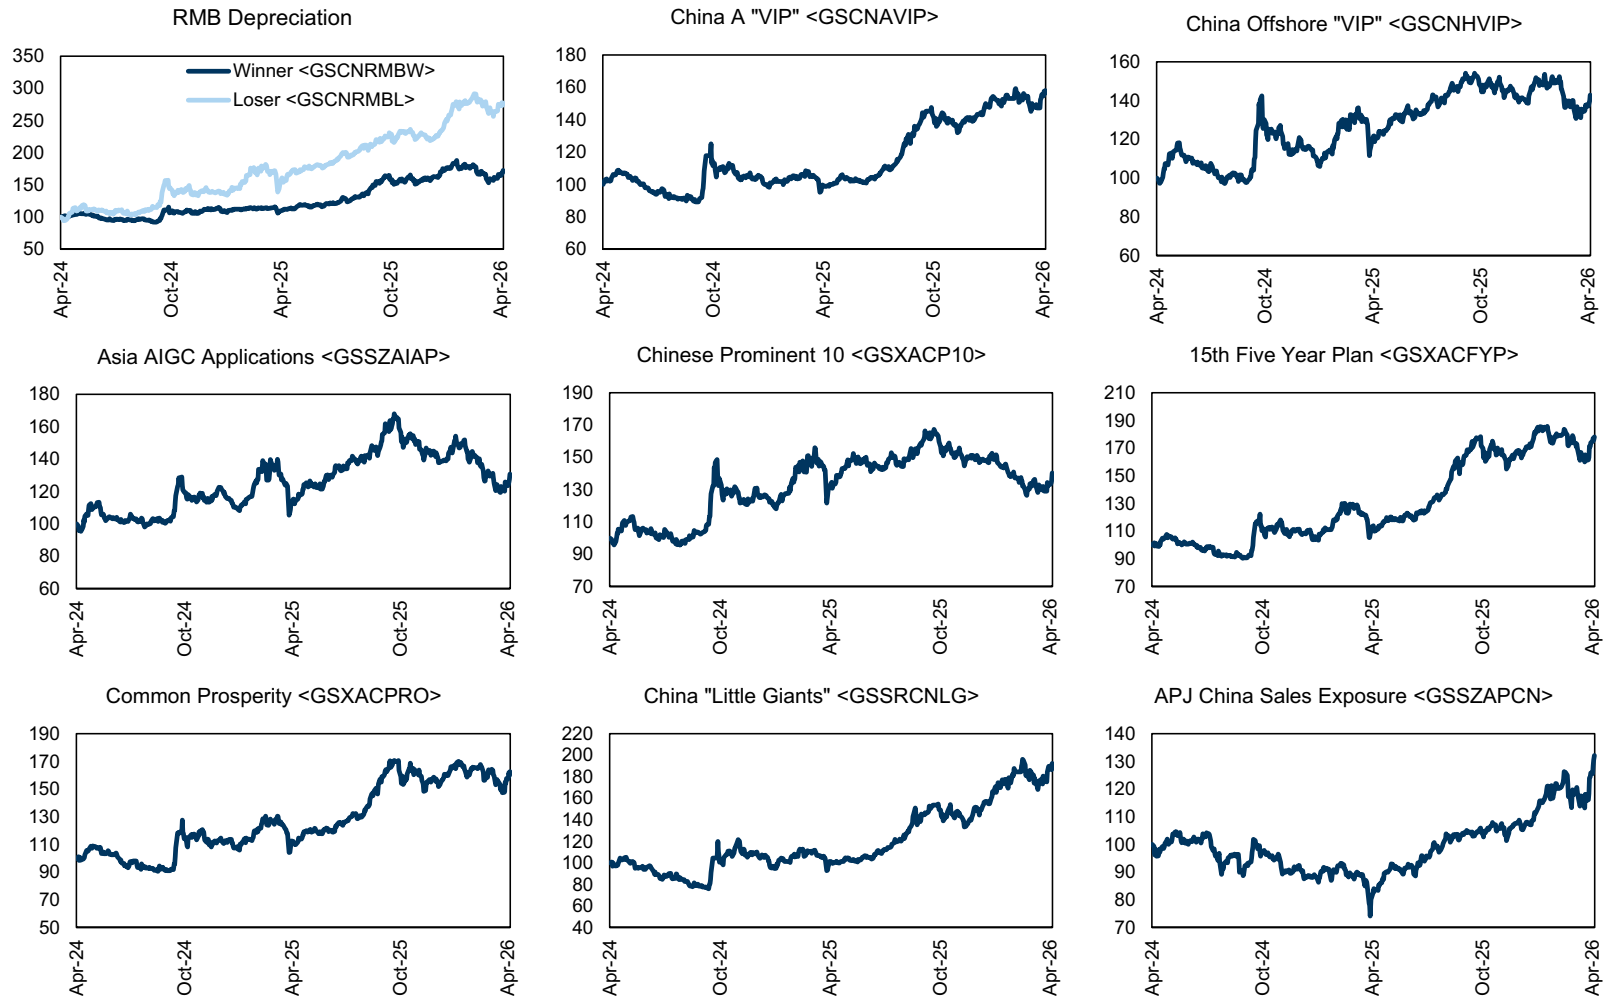 RMB Depreciation
350
300
250
200
150
100
50
Winner <GSCNRMBW>
Loser <GSCNRMBL>
Apr-24
Oct-24
Apr-25
Oct-25
Apr-26
China A "VIP" <GSCNAVIP>
180
160
140
120
100
80
60
Apr-24
Oct-24
Apr-25
Oct-25
Apr-26
China Offshore "VIP" <GSCNHVIP>
160
140
120
100
80
60
Apr-24
Oct-24
Apr-25
Oct-25
Apr-26
Asia AIGC Applications <GSSZAIAP>
180
160
140
120
100
80
60
Apr-24
Oct-24
Apr-25
Oct-25
Apr-26
Chinese Prominent 10 <GSXACP10>
190
170
150
130
110
90
70
Apr-24
Oct-24
Apr-25
Oct-25
Apr-26
15th Five Year Plan <GSXACFYP>
210
190
170
150
130
110
90
70
Apr-24
Oct-24
Apr-25
Oct-25
Apr-26
Common Prosperity <GSXACPRO>
190
170
150
130
110
90
70
50
Apr-24
Oct-24
Apr-25
Oct-25
Apr-26
China "Little Giants" <GSSRCNLG>
220
200
180
160
140
120
100
80
60
40
Apr-24
Oct-24
Apr-25
Oct-25
Apr-26
APJ China Sales Exposure <GSSZAPCN>
140
130
120
110
100
90
80
70
Apr-24
Oct-24
Apr-25
Oct-25
Apr-26